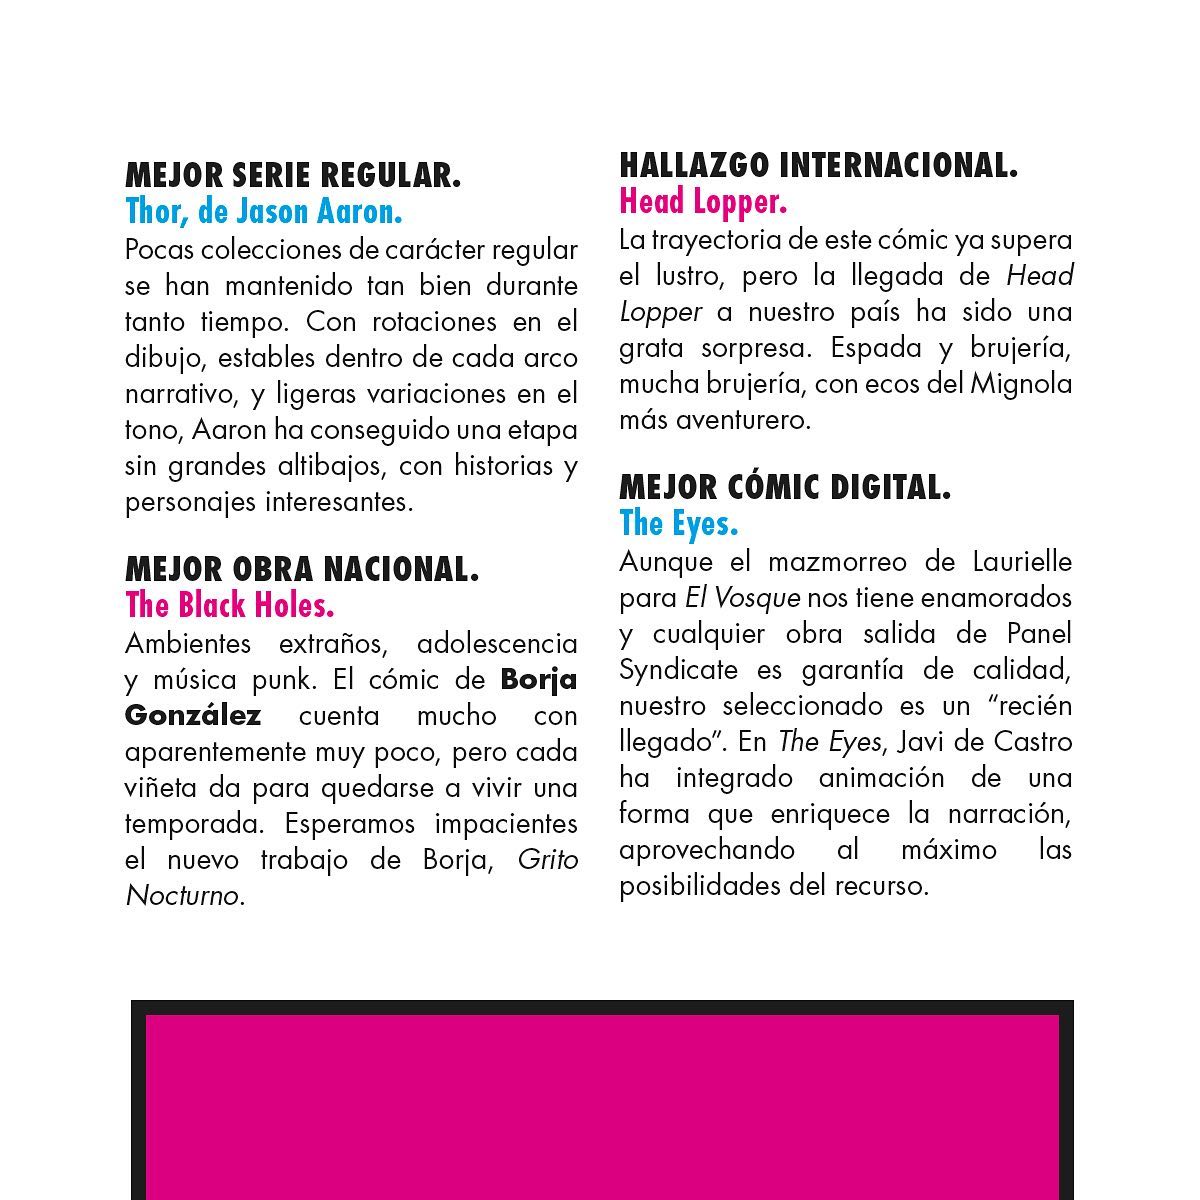 MEJOR SERIE REGULAR.
Thor, de Jason Aaron.
Pocas colecciones de carácter regular
se han mantenido tan bien durante
tanto tiempo. Con rotaciones en el
dibujo, estables dentro de cada arco
narrativo, y ligeras variaciones en el
tono, Aaron ha conseguido una etapa
sin grandes altibajos, con historias y
personajes interesantes.
MEJOR OBRA NACIONAL.
The Black Holes.
Ambientes extraños, adolescencia
y música punk. El cómic de Borja
González cuenta mucho con
aparentemente muy poco, pero cada
viñeta da para quedarse a vivir una
temporada. Esperamos impacientes
el nuevo trabajo de Borja, Grito
Nocturno.
HALLAZGO INTERNACIONAL.
Head Lopper.
La trayectoria de este cómic ya supera
el lustro, pero la llegada de Head
Lopper a nuestro país ha sido una
grata sorpresa. Espada y brujería,
mucha brujería, con ecos del Mignola
más aventurero.
MEJOR CÓMIC DIGITAL.
The Eyes.
Aunque el mazmorreo de Laurielle
para El Vosque nos tiene enamorados
y cualquier obra salida de Panel
Syndicate es garantía de calidad,
nuestro seleccionado es un “recién
llegado”. En The Eyes, Javi de Castro
ha integrado animación de una
forma que enriquece la narración,
aprovechando al máximo las
posibilidades del recurso.